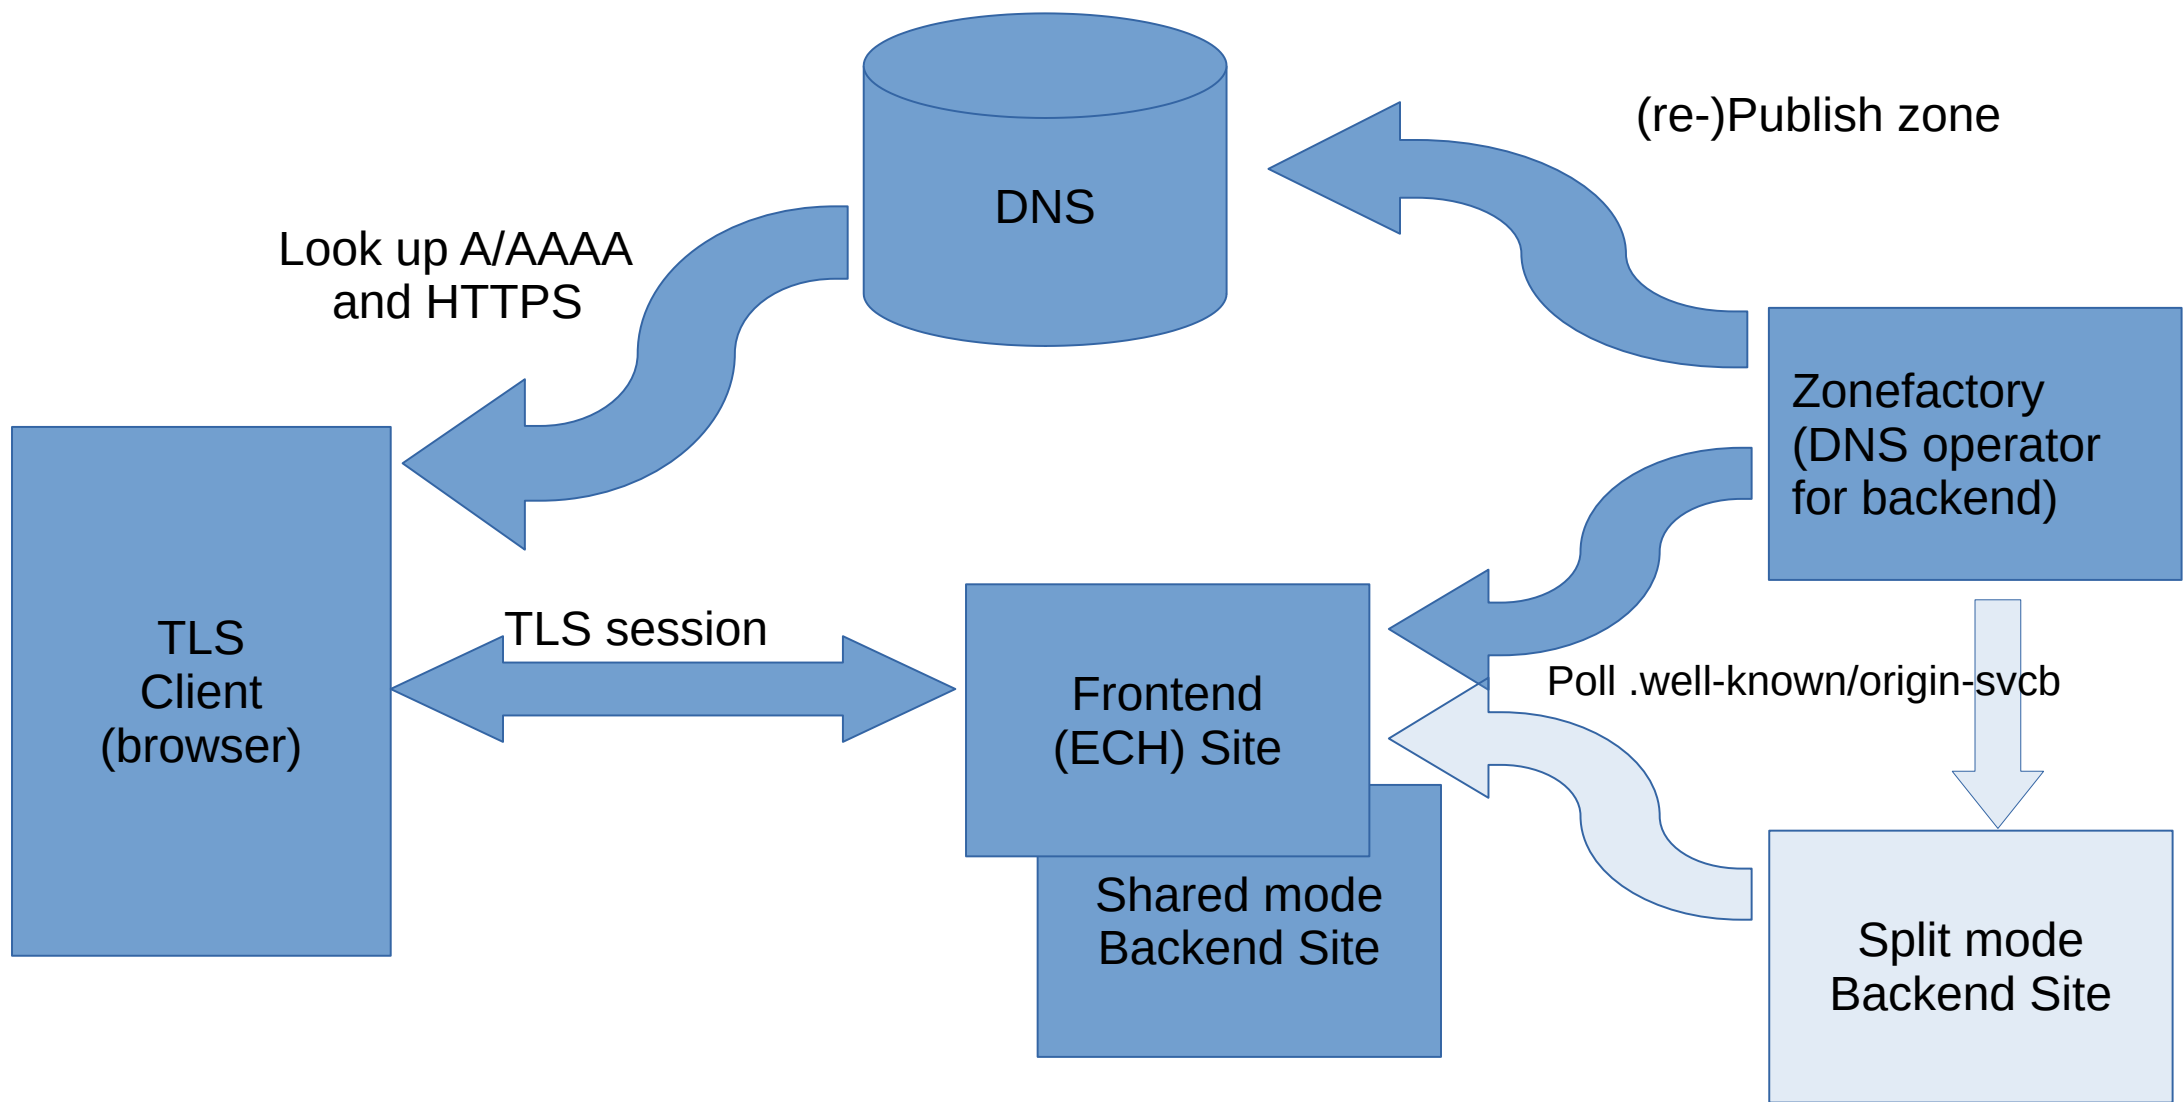 (re-)Publish zone
DNS
Look up A/AAAA
and HTTPS
Zonefactory
(DNS operator
for backend)
TLS session
TLS
Client
(browser)
Frontend
(ECH) Site
Poll .well-known/origin-svcb
Shared mode
Backend Site
Split mode
Backend Site